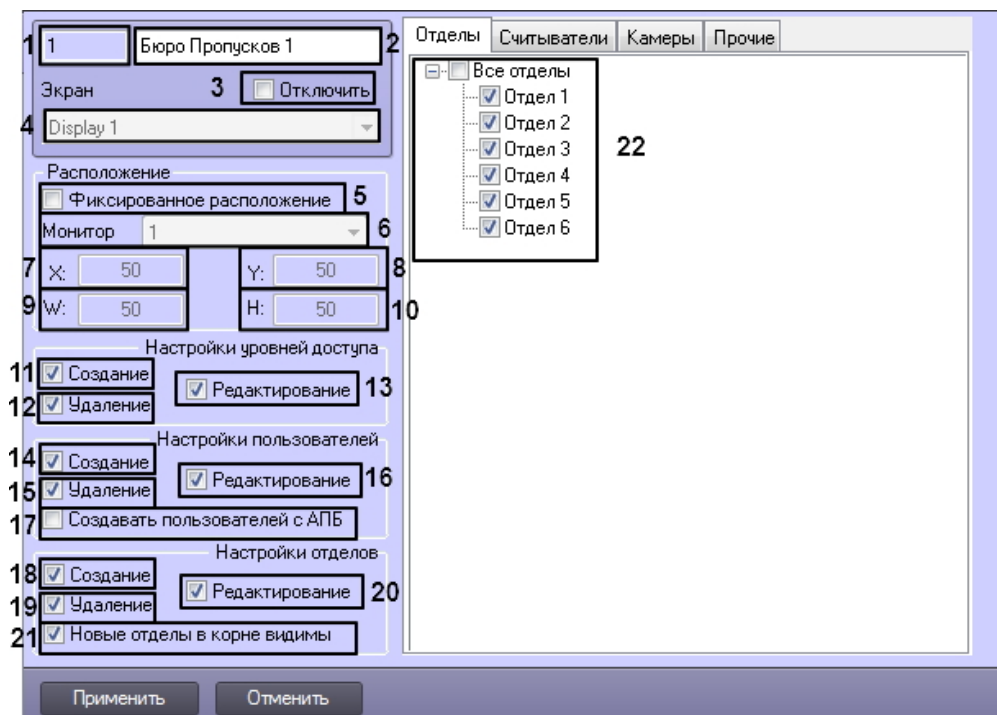 1 1 Бюро Пропусков 1 2
Экран 3 Отключить
4 Display 1
Расположение
Фиксированное расположение 5
Монитор 1 6
7 X: 50 Y: 50 8
9 W: 50 H: 50 10
Настройки уровней доступа
11 Создание
Редактирование 13
12 Удаление
Настройки пользователей
14 Создание
Редактирование 16
15 Удаление
17 Создавать пользователей с АПБ
Настройки отделов
18 Создание
Редактирование 20
19 Удаление
21 Новые отделы в корне видимы
Отделы Считыватели Камеры Прочие
Все отделы
Отдел 1
Отдел 2
Отдел 3 22
Отдел 4
Отдел 5
Отдел 6
Применить Отменить